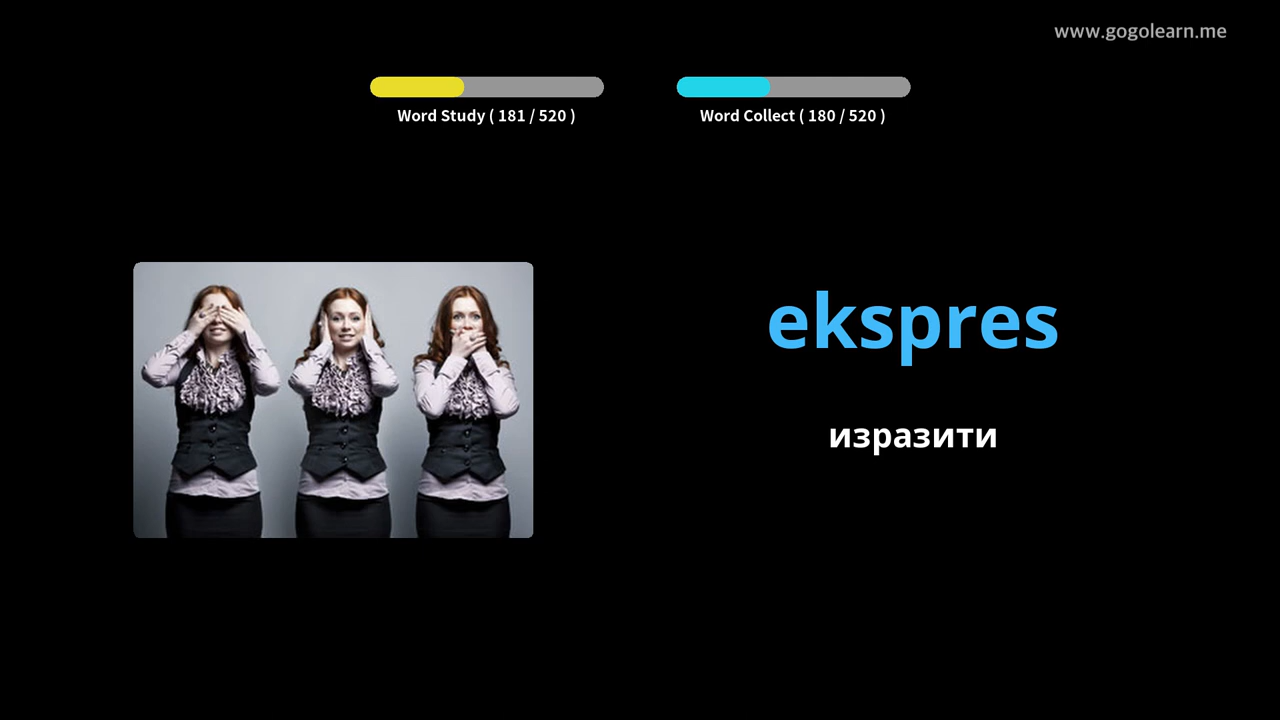 www.gogolearn.me
Word Study ( 181 / 520 )
Word Collect ( 180 / 520 )
ekspres
изразити